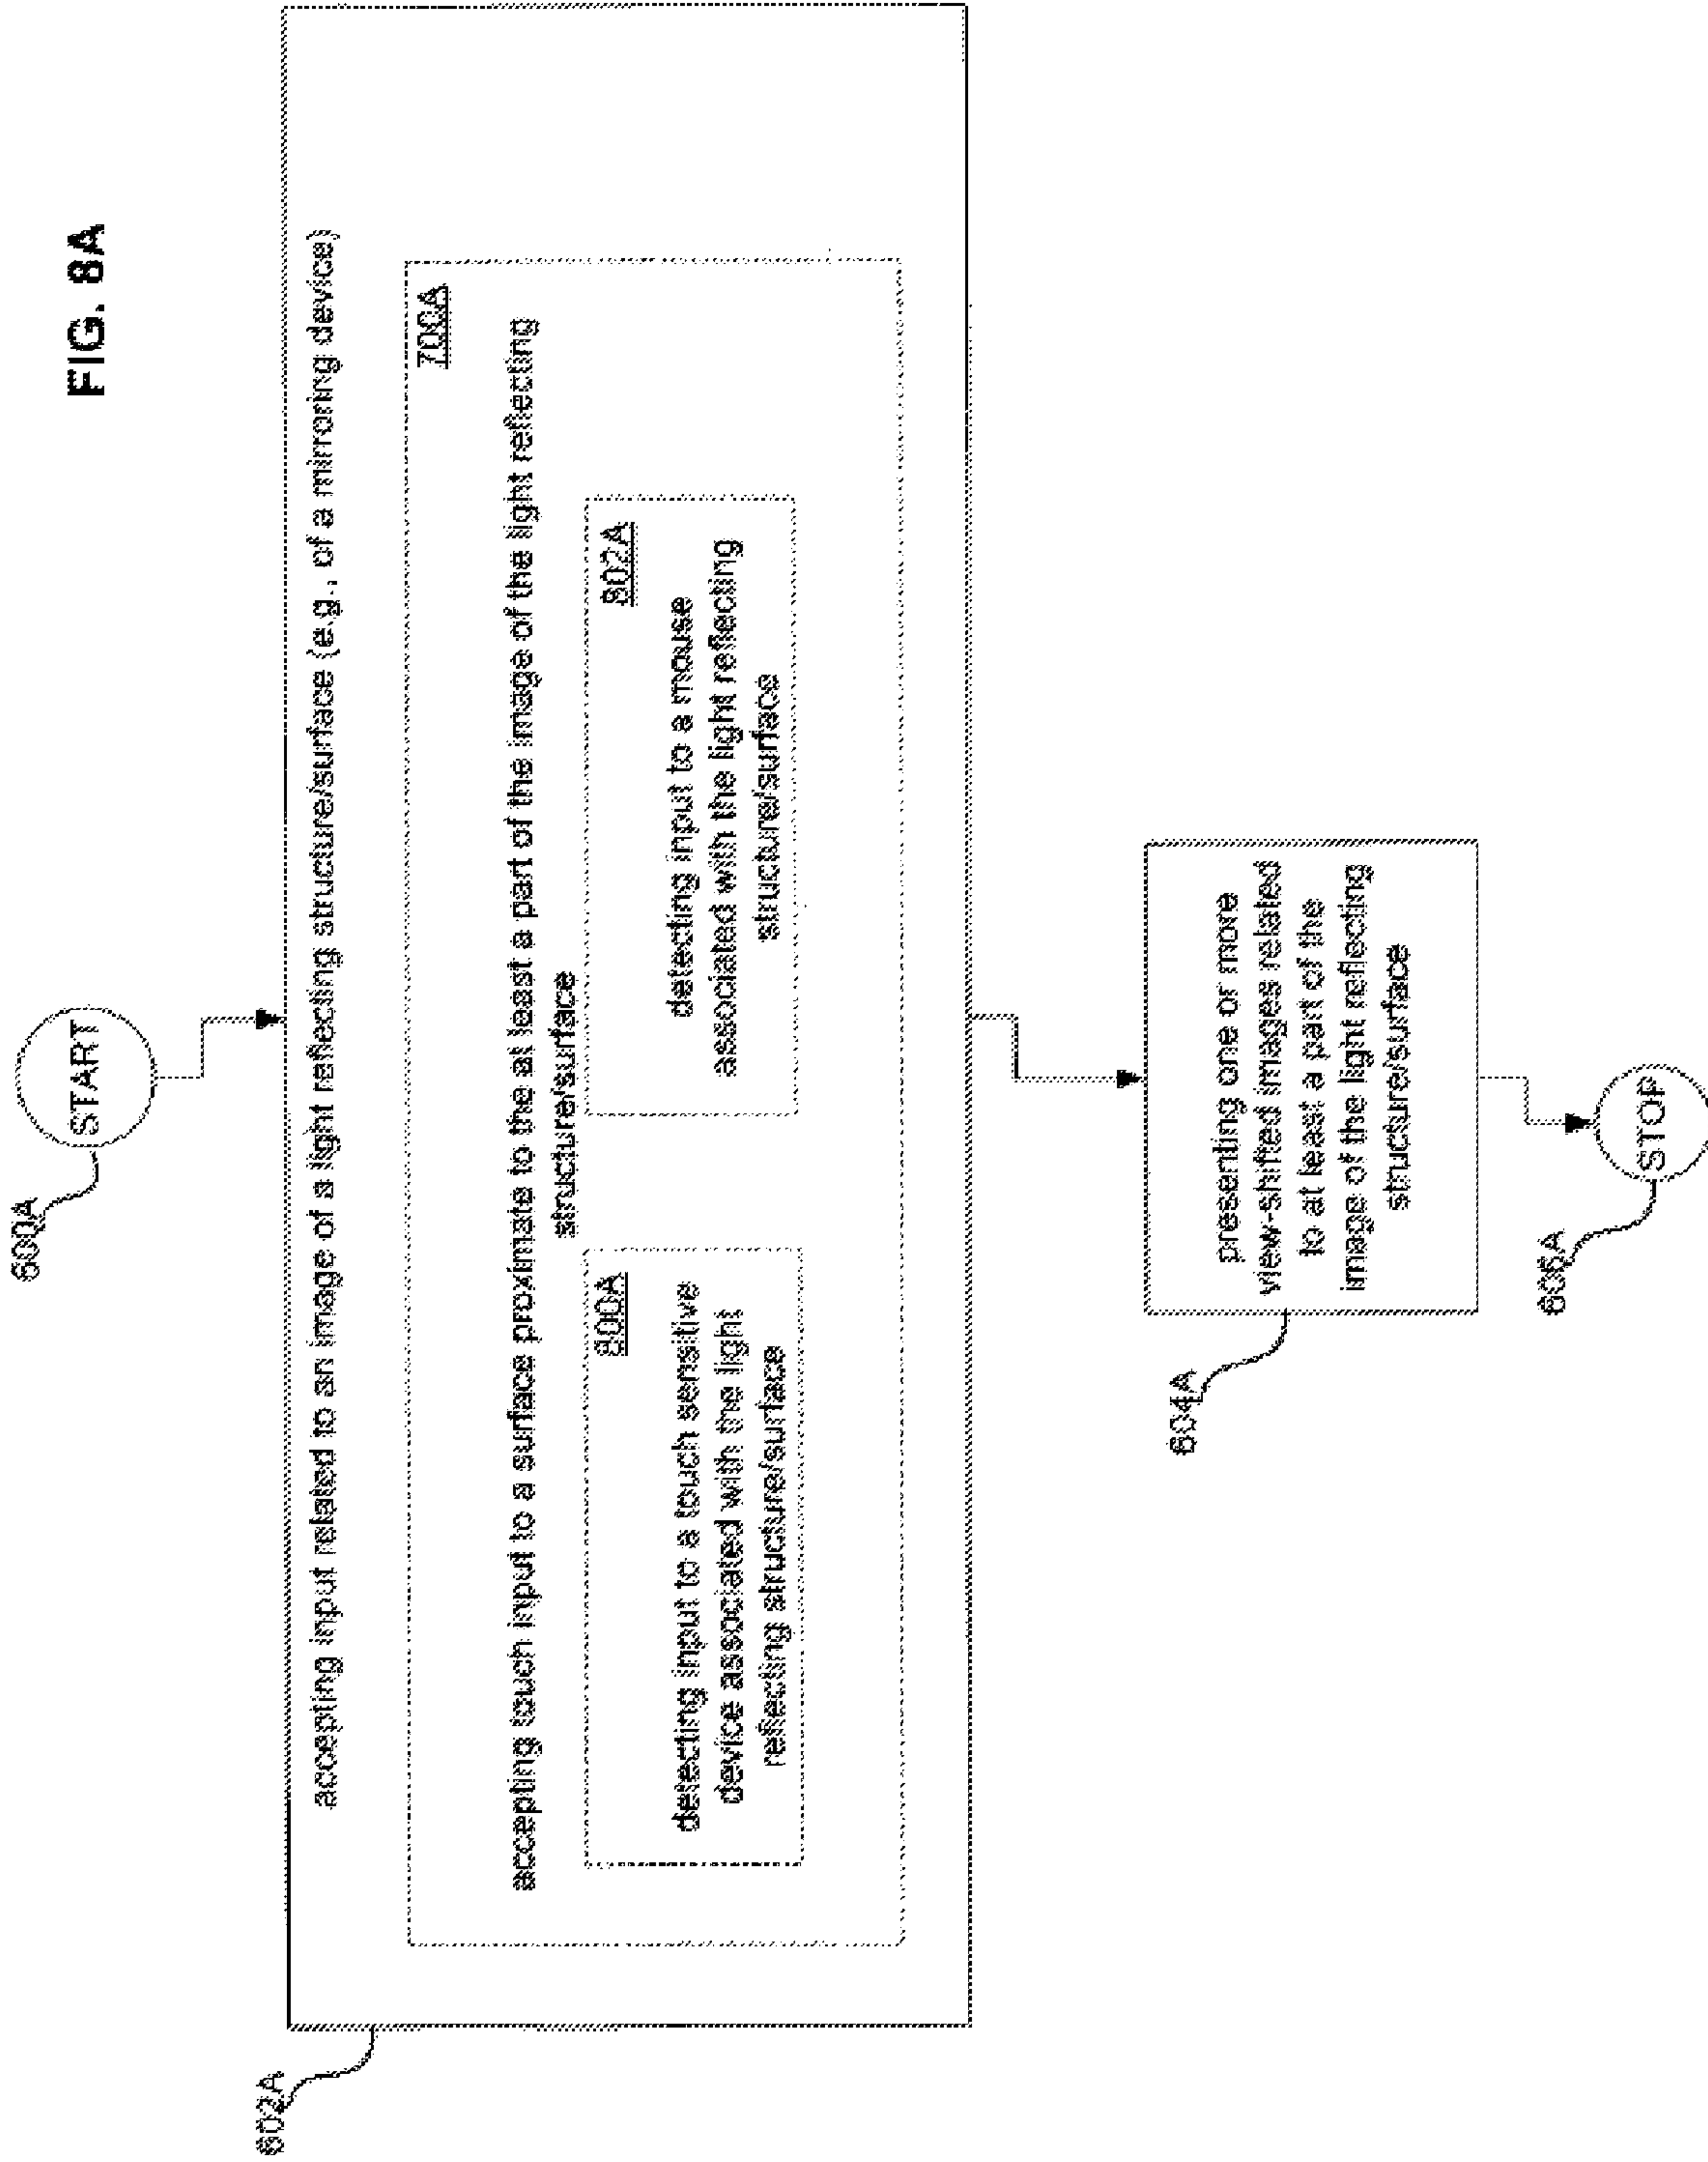 FIG. 8A
600A
START
602A
accepting input related to an image of a light reflecting structure/surface (e.g., of a mirroring device)
700A
accepting touch input to a surface proximate to the at least a part of the image of the light reflecting
structure/surface
800A
detecting input to a touch sensitive
device associated with the light
reflecting structure/surface
802A
detecting input to a mouse
associated with the light reflecting
structure/surface
604A
presenting one or more
view-shifted images related
to at least a part of the
image of the light reflecting
structure/surface
606A
STOP